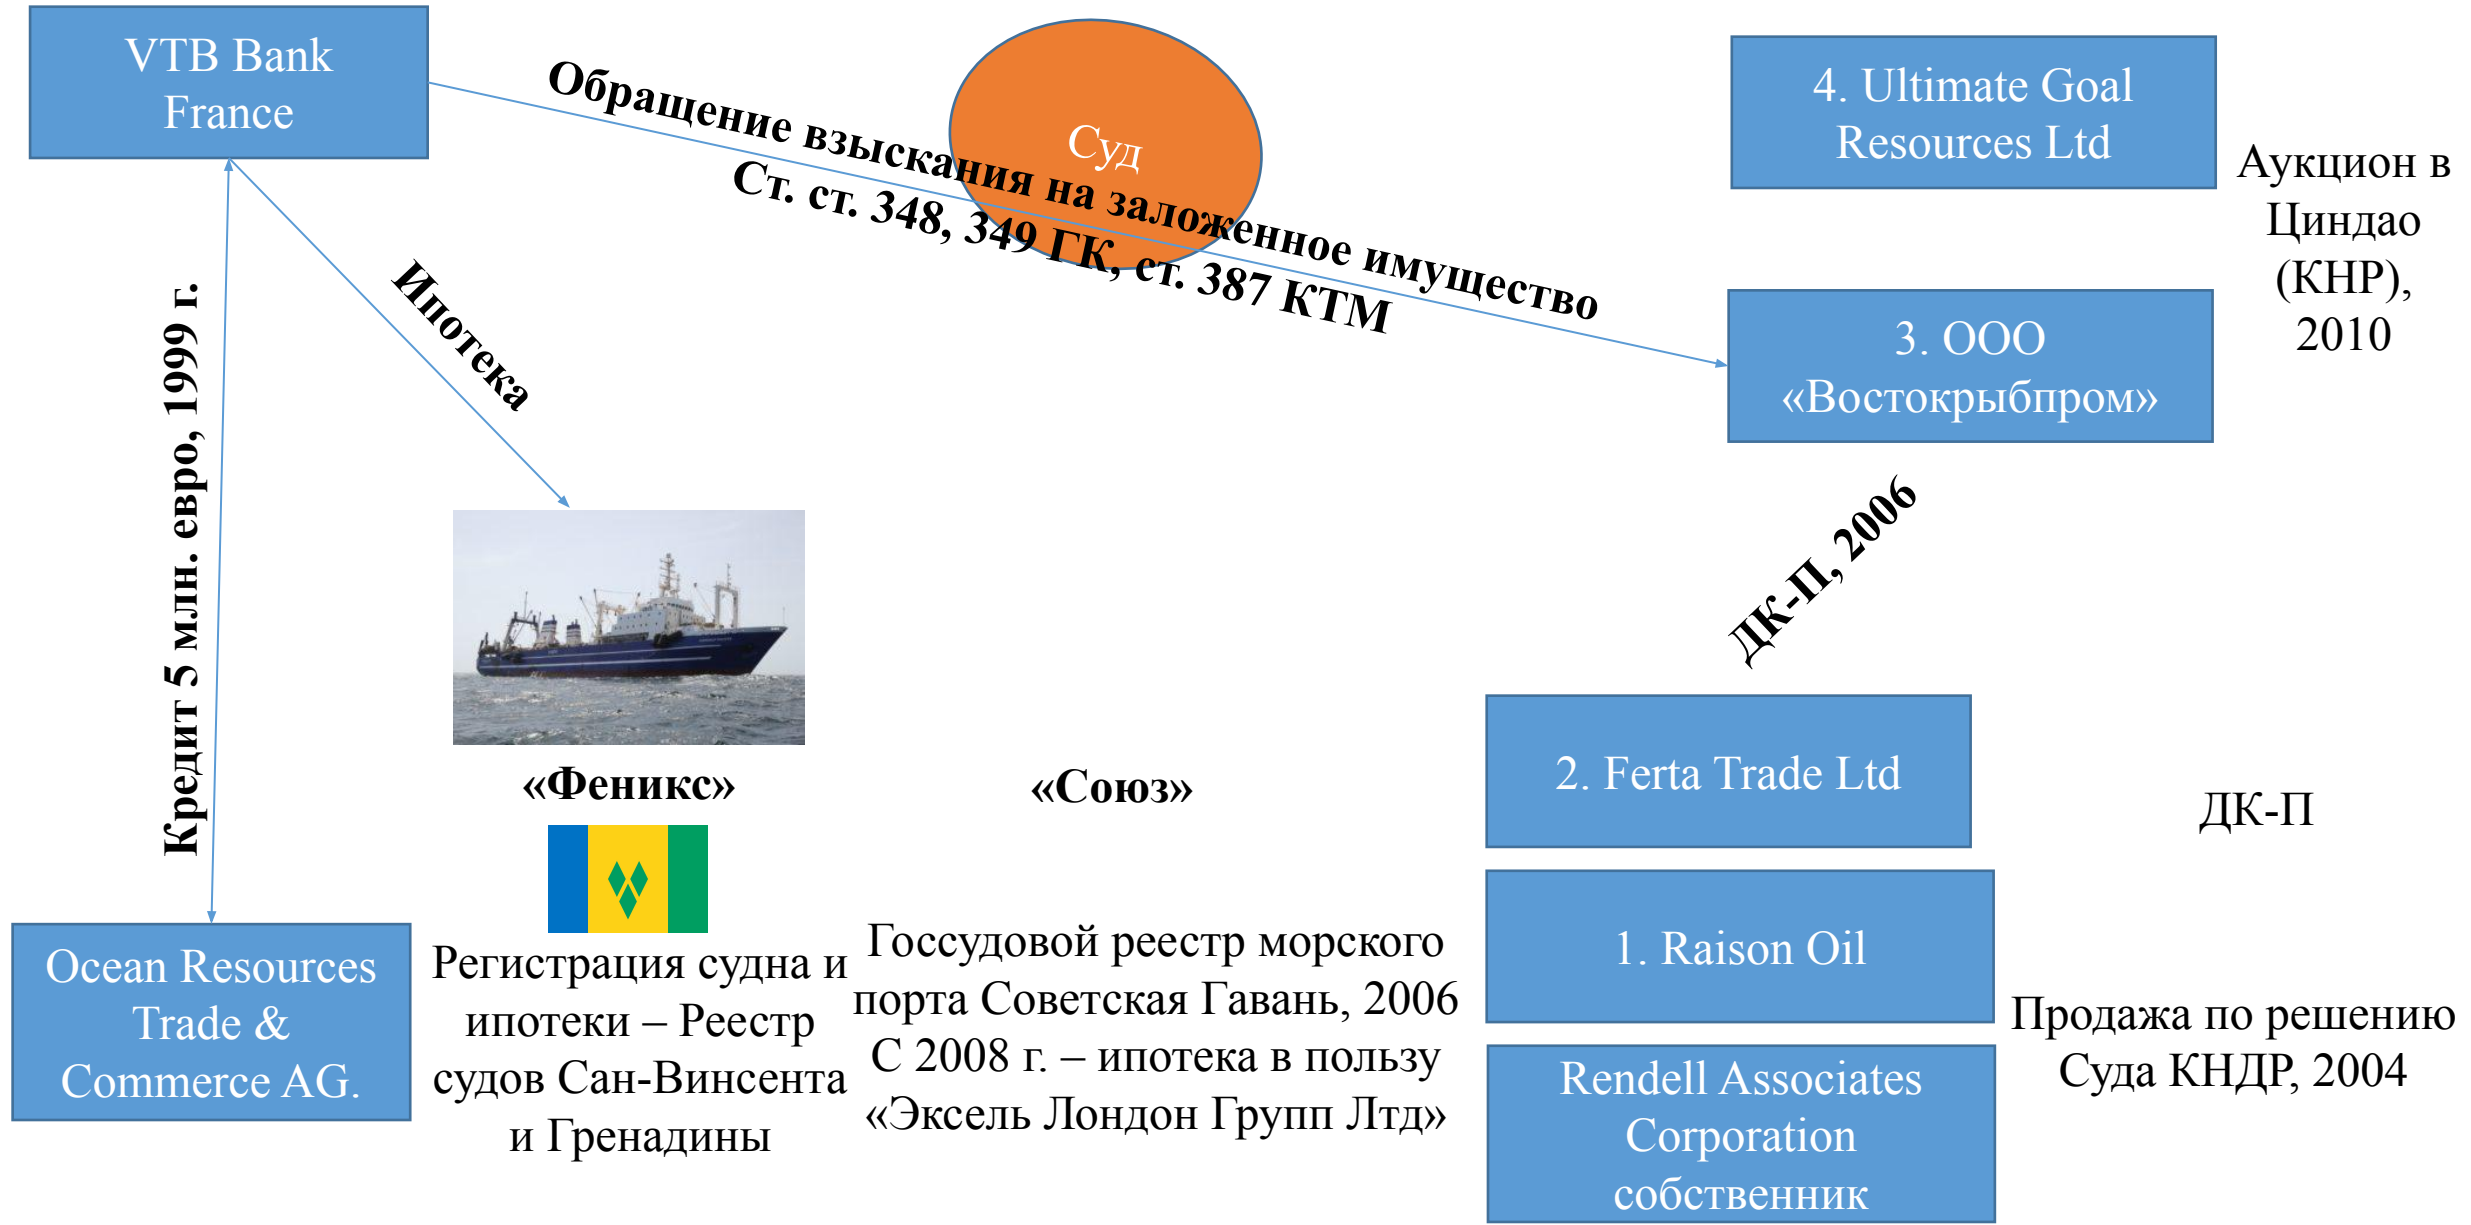 VTB Bank
France
Обращение взыскания на заложенное имущество
Ст. ст. 348, 349 ГК, ст. 387 КТМ
Суд
4. Ultimate Goal
Resources Ltd
Аукцион в
Циндао
(КНР),
2010
3. ООО
«Востокрыбпром»
Ипотека
Кредит 5 млн. евро, 1999 г.
ДК-П, 2006
«Феникс»
«Союз»
2. Ferta Trade Ltd
ДК-П
1. Raison Oil
Ocean Resources
Trade &
Commerce AG.
Регистрация судна и
ипотеки – Реестр
судов Сан-Винсента
и Гренадины
Госсудовой реестр морского
порта Советская Гавань, 2006
С 2008 г. – ипотека в пользу
«Эксель Лондон Групп Лтд»
Продажа по решению
Суда КНДР, 2004
Rendell Associates
Corporation
собственник